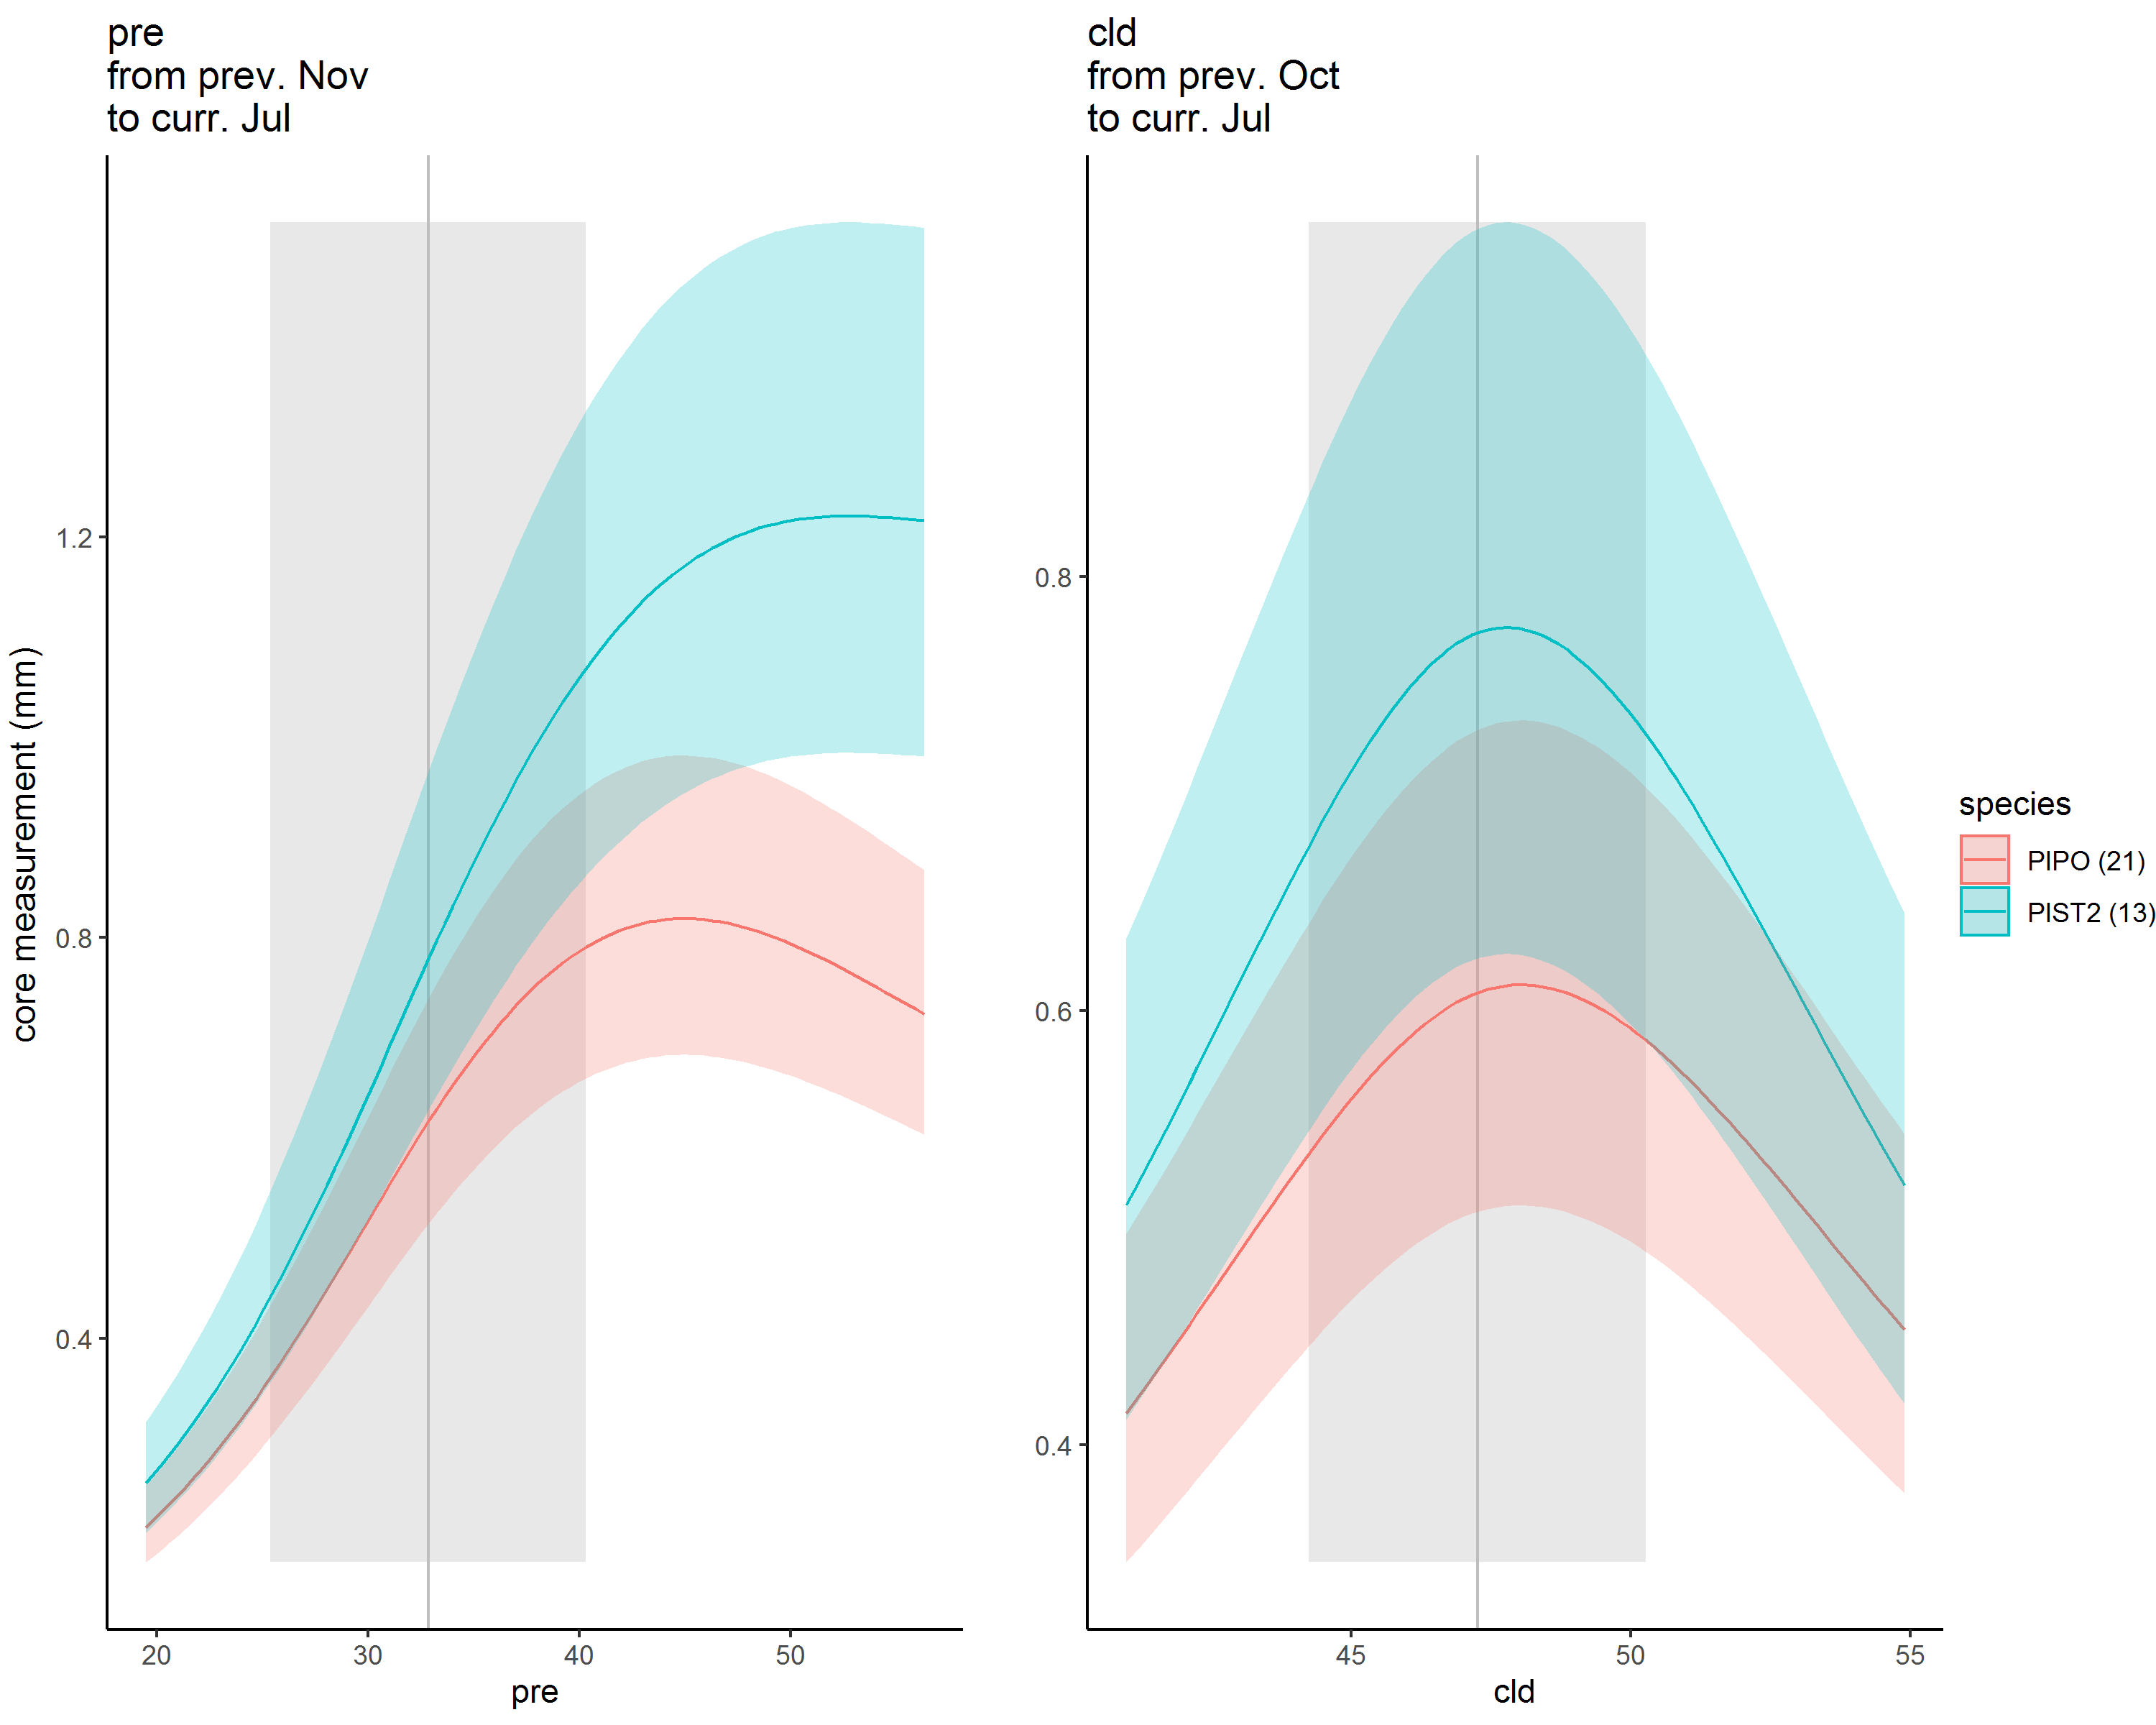 pre
from prev. Nov
to curr. Jul
cld
from prev. Oct
to curr. Jul
core measurement (mm)
1.2
0.8
0.4
20 30 40 50
pre
0.8
0.6
0.4
45 50 55
cld
species
PIPO (21)
PIST2 (13)